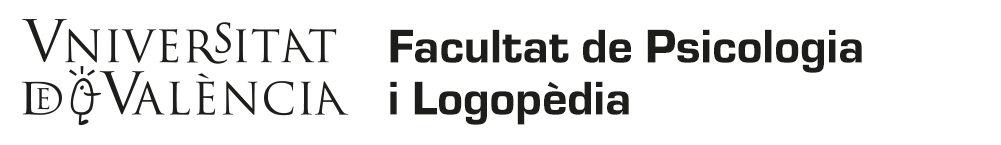 VNIVERSITAT
DE VALÈNCIA
Facultat de Psicologia
i Logopèdia